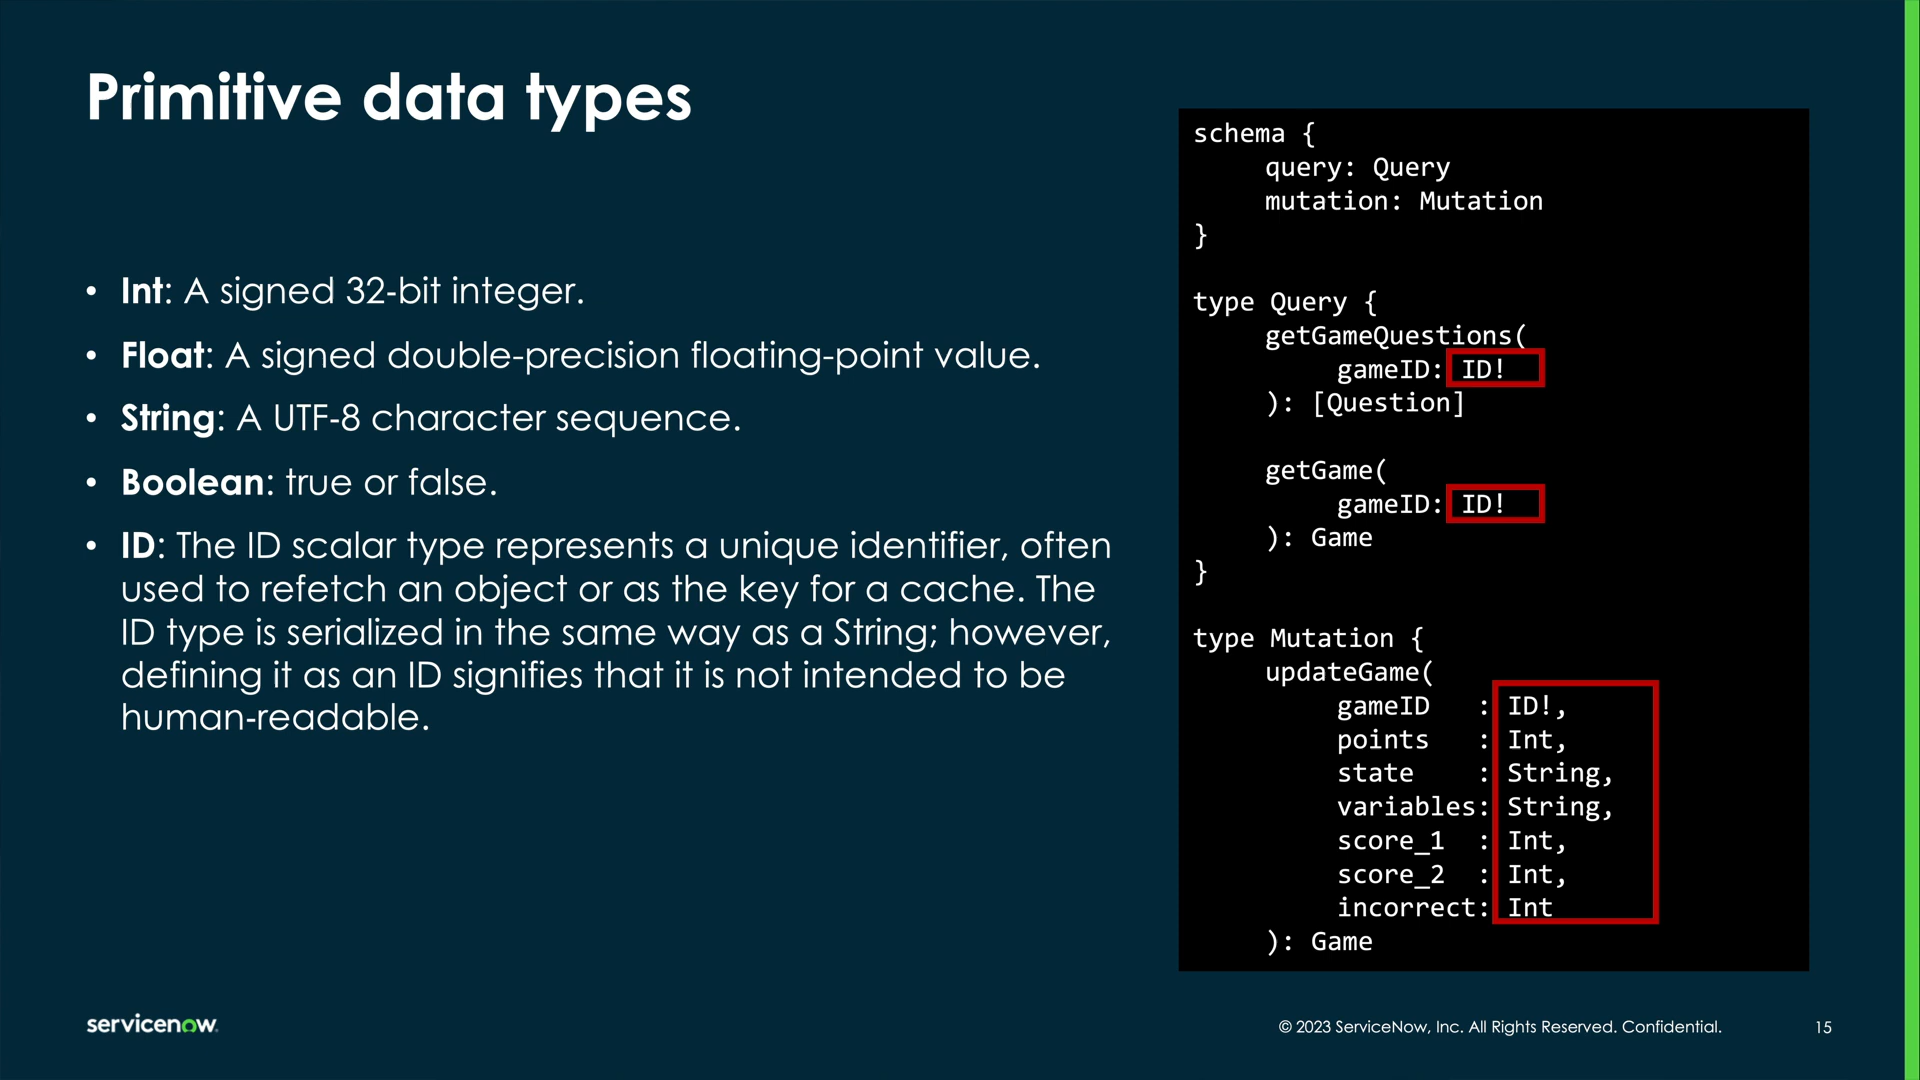 Primitive data types
• Int: A signed 32-bit integer.
• Float: A signed double-precision floating-point value.
• String: A UTF-8 character sequence.
• Boolean: true or false.
• ID: The ID scalar type represents a unique identifier, often
used to refetch an object or as the key for a cache. The
ID type is serialized in the same way as a String; however,
defining it as an ID signifies that it is not intended to be
human-readable.
schema {
query: Query
mutation: Mutation
}
type Query {
getGameQuestions(
gameID: ID!
): [Question]
getGame(
gameID: ID!
): Game
}
type Mutation {
updateGame(
gameID : ID!,
points : Int,
state : String,
variables: String,
score_1 : Int,
score_2 : Int,
incorrect: Int
): Game
servicenow.
© 2023 ServiceNow, Inc. All Rights Reserved. Confidential.
15